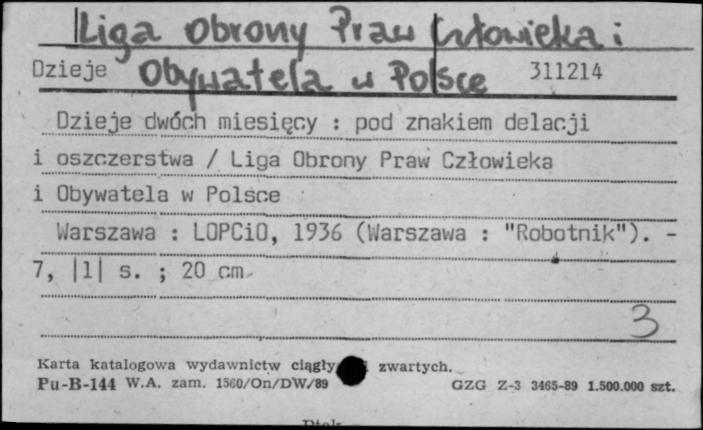 Liga Obrony Praw Człowieka i
Dzieje Obywatela w Polsce 311214
Dzieje dwóch miesięcy : pod znakiem delacji
i oszczerstwa / Liga Obrony Praw Człowieka
i Obywatela w Polsce
Warszawa : LOPCiO, 1936 (Warszawa : "Robotnik"). -
7, |1| s. ; 20 cm.
3
Karta katalogowa wydawnictw zwartych.
Pu-B-144 W.A. zam. 1560/On/DW/89 GZG Z-3 3465-89 1.500.000 szt.